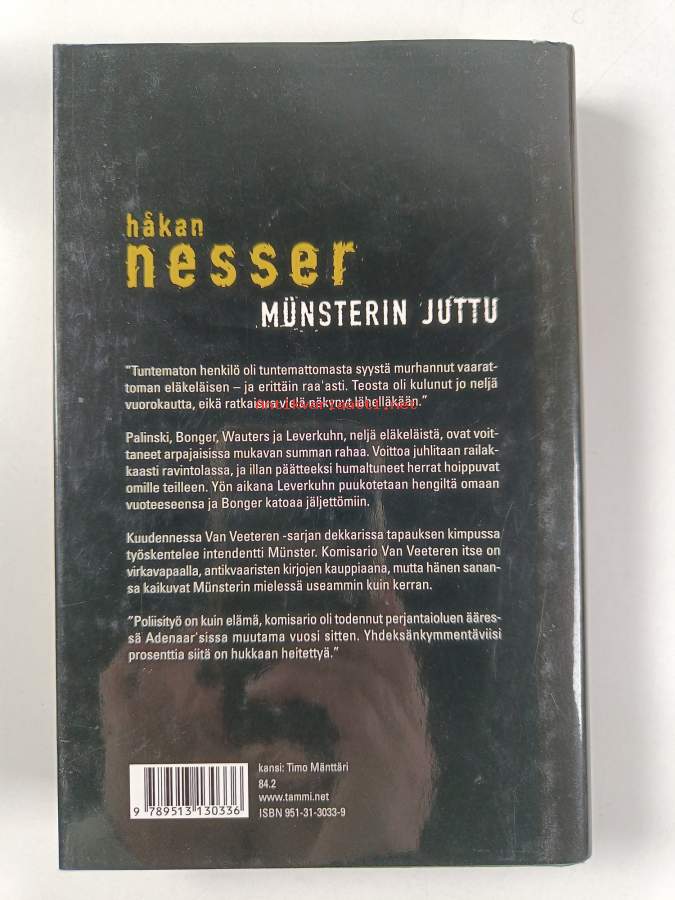 håkan
nesser
MÜNSTERIN JUTTU
"Tuntematon henkilö oli tuntemattomasta syystä murhannut vaarat-
toman eläkeläisen – ja erittäin raa'asti. Teosta oli kulunut jo neljä
vuorokautta, eikä ratkaisua vielä näkynyt lähelläkään."
Palinski, Bonger, Wauters ja Leverkuhn, neljä eläkeläistä, ovat voit-
taneet arpajaisissa mukavan summan rahaa. Voittoa juhlitaan railak-
kaasti ravintolassa, ja illan päätteeksi humaltuneet herrat hoippuvat
omille teilleen. Yön aikana Leverkuhn puukotetaan hengiltä omaan
vuoteeseensa ja Bonger katoaa jäljettömiin.
Kuudennessa Van Veeteren -sarjan dekkarissa tapauksen kimpussa
työskentelee intendentti Münster. Komisario Van Veeteren itse on
virkavapaalla, antikvaaristen kirjojen kauppiaana, mutta hänen sanan-
sa kaikuvat Münsterin mielessä useammin kuin kerran.
"Poliisityö on kuin elämä, komisario oli todennut perjantaioluen ääres-
sä Adenaar'sissa muutama vuosi sitten. Yhdeksänkymmentäviisi
prosenttia siitä on hukkaan heitettyä."
kansi: Timo Mänttäri
84.2
www.tammi.net
ISBN 951-31-3033-9
9 789513 130336